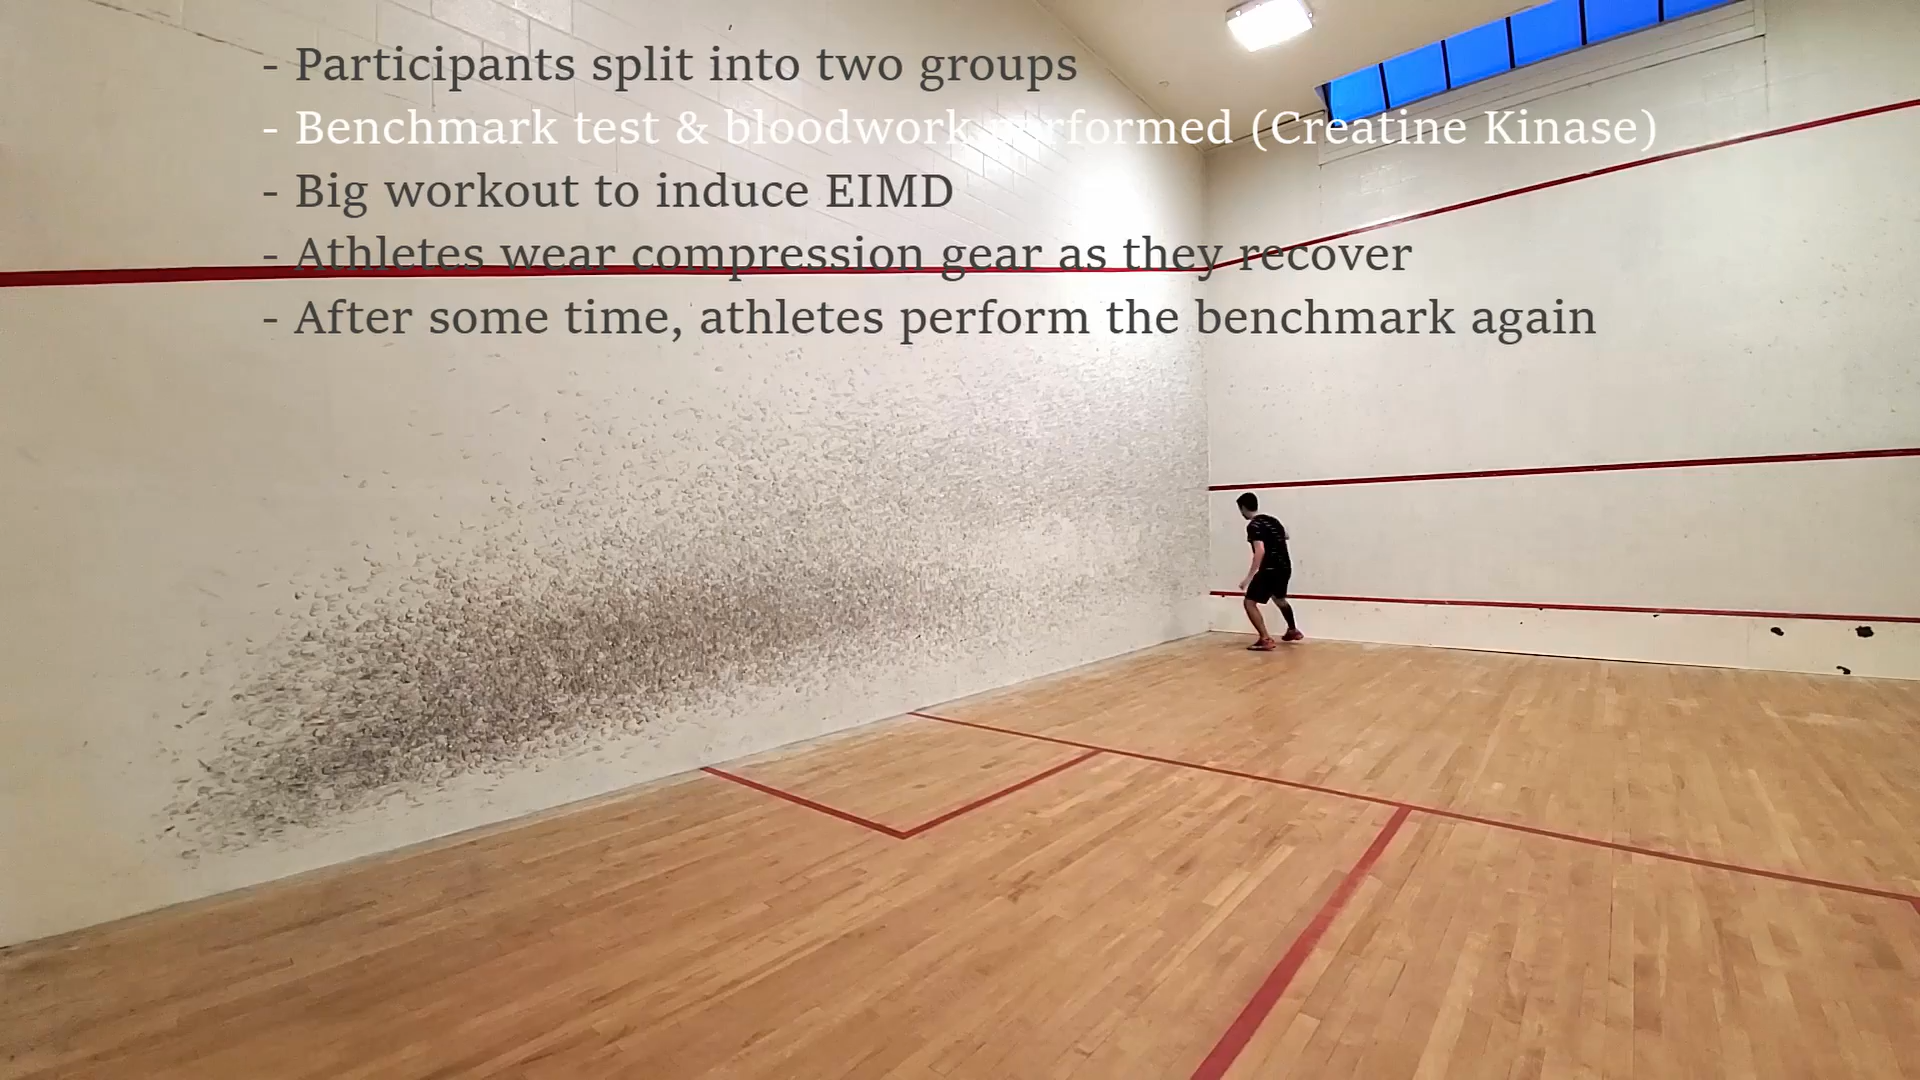 - Participants split into two groups
- Benchmark test & bloodwork performed (Creatine Kinase)
- Big workout to induce EIMD
- Athletes wear compression gear as they recover
- After some time, athletes perform the benchmark again